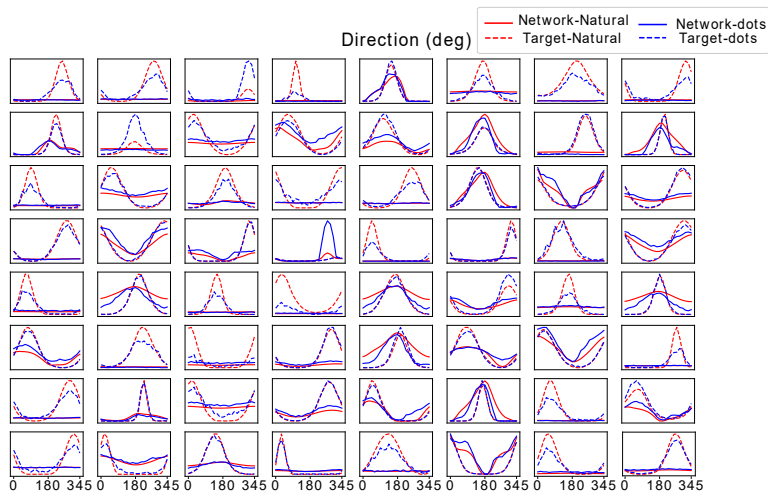 Direction (deg)
Network-Natural
Target-Natural
Network-dots
Target-dots
0 180 345 0 180 345 0 180 345 0 180 345 0 180 345 0 180 345 0 180 345 0 180 345